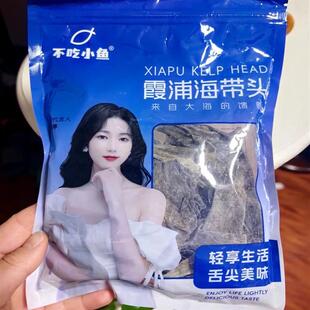 不吃小鱼®
XIAPU KELP HEAD
霞浦海带头
来自大海的馈赠
轻享生活
舌尖美味
ENJOY LIFE LIGHTLY
DELICIOUS TASTE